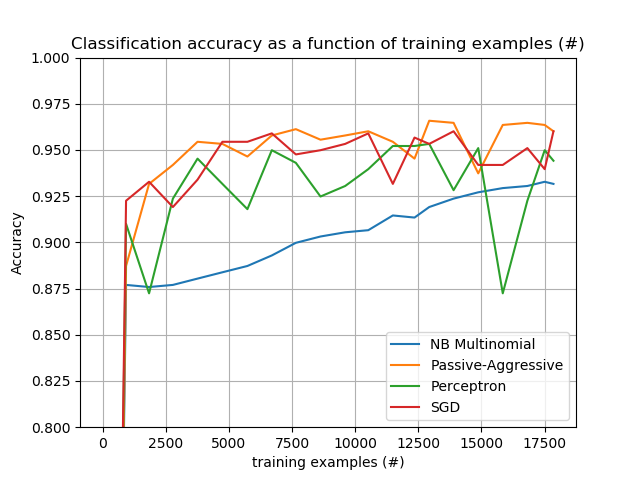 Classification accuracy as a function of training examples (#)
1.000
0.975
0.950
0.925
0.900
0.875
0.850
0.825
0.800
Accuracy
NB Multinomial
Passive-Aggressive
Perceptron
SGD
0 2500 5000 7500 10000 12500 15000 17500
training examples (#)